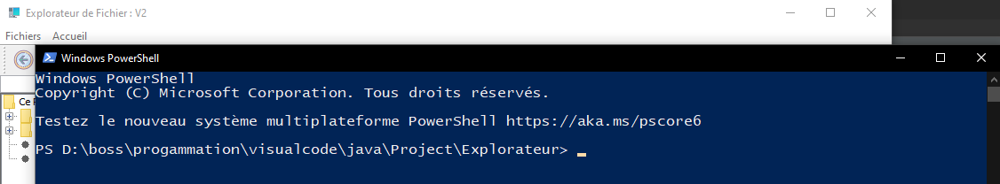 Explorateur de Fichier : V2
Fichiers Accueil
Windows PowerShell
Ce
Windows PowerShell
Copyright (C) Microsoft Corporation. Tous droits réservés.
Testez le nouveau système multiplateforme PowerShell https://aka.ms/pscore6
PS D:\boss\progammation\visualcode\java\Project\Explorateur>